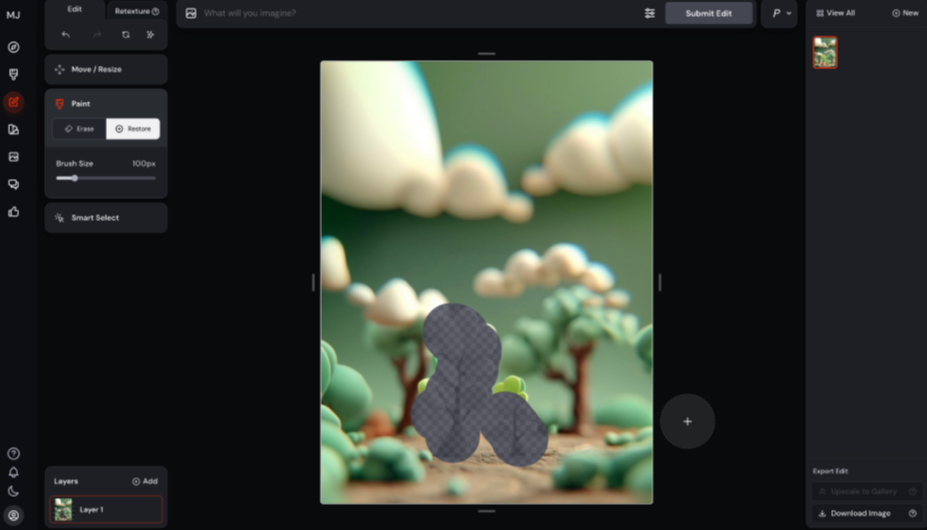 MJ
Edit
Retexture
What will you imagine?
Submit Edit
P
View All
New
Move / Resize
Paint
Erase
Restore
Brush Size
100px
Smart Select
Layers
Add
Layer 1
Export Edit
Upscale to Gallery
Download Image